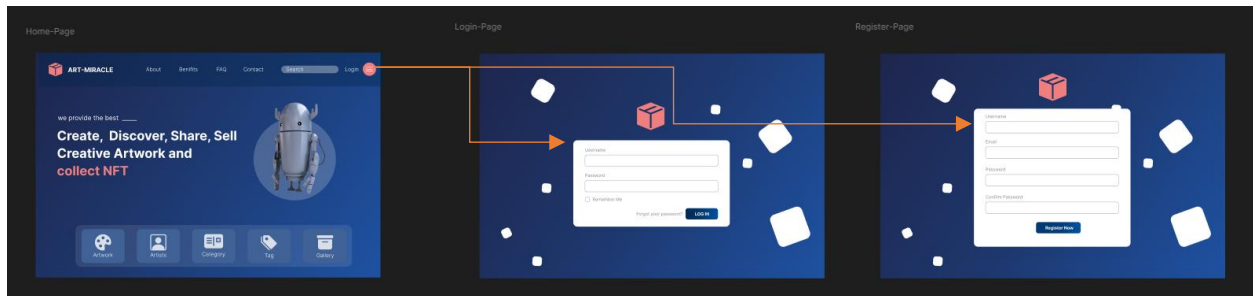 Home-Page
Login-Page
Register-Page
ART-MIRACLE
About
Benfits
FAQ
Contact
Search
Login
we provide the best ____
Create, Discover, Share, Sell
Creative Artwork and
collect NFT
Artwork
Artists
Category
Tag
Gallery
Username
Password
Remember Me
Forgot your password?
LOG IN
Username
Email
Password
Confirm Password
Register Now